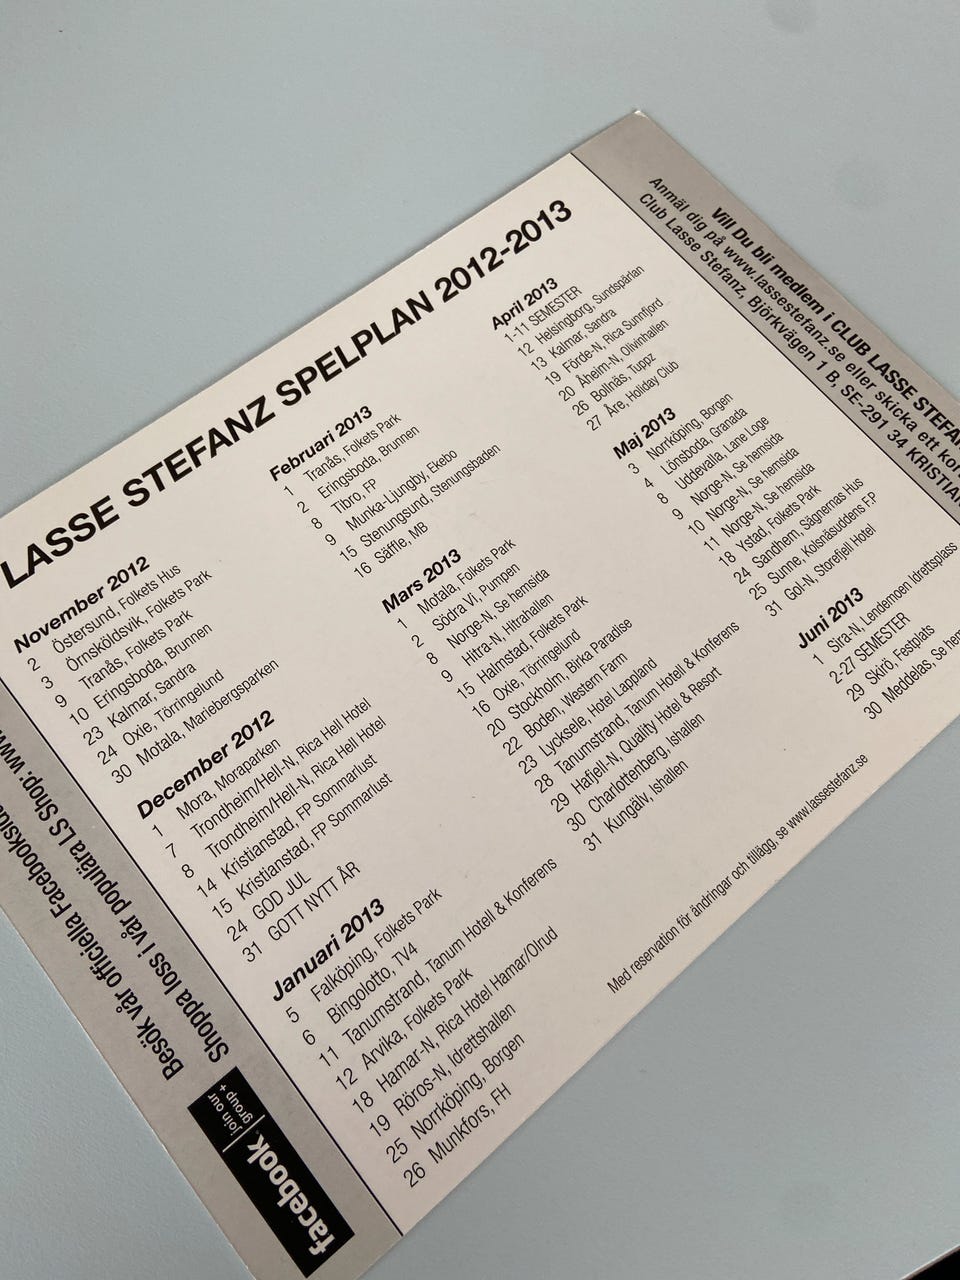 LASSE STEFANZ SPELPLAN 2012-2013
November 2012
2 Östersund, Folkets Hus
3 Örnsköldsvik, Folkets Park
9 Tranås, Folkets Park
10 Eringsboda, Brunnen
23 Kalmar, Sandra
24 Oxie, Törringelund
30 Motala, Mariebergsparken
December 2012
1 Mora, Moraparken
7 Trondheim/Hell-N, Rica Hell Hotel
8 Trondheim/Hell-N, Rica Hell Hotel
14 Kristianstad, FP Sommarlust
15 Kristianstad, FP Sommarlust
24 GOD JUL
31 GOTT NYTT ÅR
Januari 2013
5 Falköping, Folkets Park
6 Bingolotto, TV4
11 Tanumstrand, Tanum Hotell & Konferens
12 Arvika, Folkets Park
18 Hamar-N, Rica Hotel Hamar/Olrud
19 Röros-N, Idrettshallen
25 Norrköping, Borgen
26 Munkfors, FH
Februari 2013
1 Tranås, Folkets Park
2 Eringsboda, Brunnen
8 Tibro, FP
9 Munka-Ljungby, Ekebo
15 Stenungsund, Stenungsbaden
16 Säffle, MB
Mars 2013
1 Motala, Folkets Park
2 Södra Vi, Pumpen
8 Norge-N, Se hemsida
9 Hitra-N, Hitrahallen
15 Halmstad, Folkets Park
16 Oxie, Törringelund
20 Stockholm, Birka Paradise
22 Boden, Western Farm
23 Lycksele, Hotel Lappland
28 Tanumstrand, Tanum Hotell & Konferens
29 Hafjell-N, Quality Hotel & Resort
30 Charlottenberg, Ishallen
31 Kungälv, Ishallen
April 2013
1-11 SEMESTER
12 Helsingborg, Sundspärlan
13 Kalmar, Sandra
19 Förde-N, Rica Sunnfjord
20 Åheim-N, Olivinhallen
26 Bollnäs, Tuppz
27 Åre, Holiday Club
Maj 2013
3 Norrköping, Borgen
4 Lönsboda, Granada
8 Uddevalla, Lane Loge
9 Norge-N, Se hemsida
10 Norge-N, Se hemsida
11 Norge-N, Se hemsida
18 Ystad, Folkets Park
24 Sandhem, Sägnernas Hus
25 Sunne, Kolsnäsuddens F.P
31 Gol-N, Storefjell Hotel
Juni 2013
1 Sira-N, Lendemoen Idrettsplass
2-27 SEMESTER
29 Skirö, Festplats
30 Meddelas, Se hem
Med reservation för ändringar och tillägg, se www.lassestefanz.se
Vill Du bli medlem i CLUB LASSE STEFAN
Anmäl dig på www.lassestefanz.se eller skicka ett kor
Club Lasse Stefanz, Björkvägen 1 B, SE-291 34 KRISTIAN
Besök vår officiella Facebooksida
Shoppa loss i vår populära LS Shop: www.
facebook
join our
group +